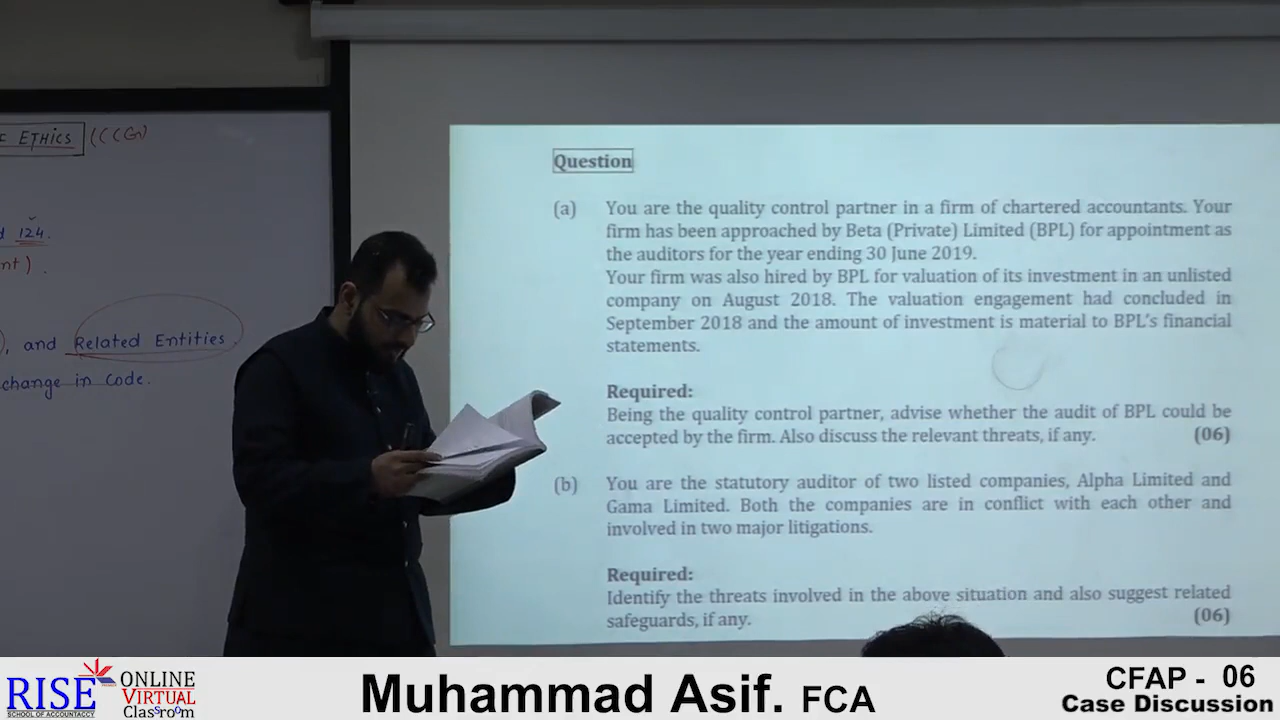 ETHICS (CCG)
124.
nt).
, and Related Entities
change in code.
Question
(a) You are the quality control partner in a firm of chartered accountants. Your
firm has been approached by Beta (Private) Limited (BPL) for appointment as
the auditors for the year ending 30 June 2019.
Your firm was also hired by BPL for valuation of its investment in an unlisted
company on August 2018. The valuation engagement had concluded in
September 2018 and the amount of investment is material to BPL's financial
statements.
Required:
Being the quality control partner, advise whether the audit of BPL could be
accepted by the firm. Also discuss the relevant threats, if any. (06)
(b) You are the statutory auditor of two listed companies, Alpha Limited and
Gama Limited. Both the companies are in conflict with each other and
involved in two major litigations.
Required:
Identify the threats involved in the above situation and also suggest related
safeguards, if any. (06)
RISE
SCHOOL OF ACCOUNTANCY
ONLINE
VIRTUAL
Classroom
Muhammad Asif. FCA
CFAP - 06
Case Discussion